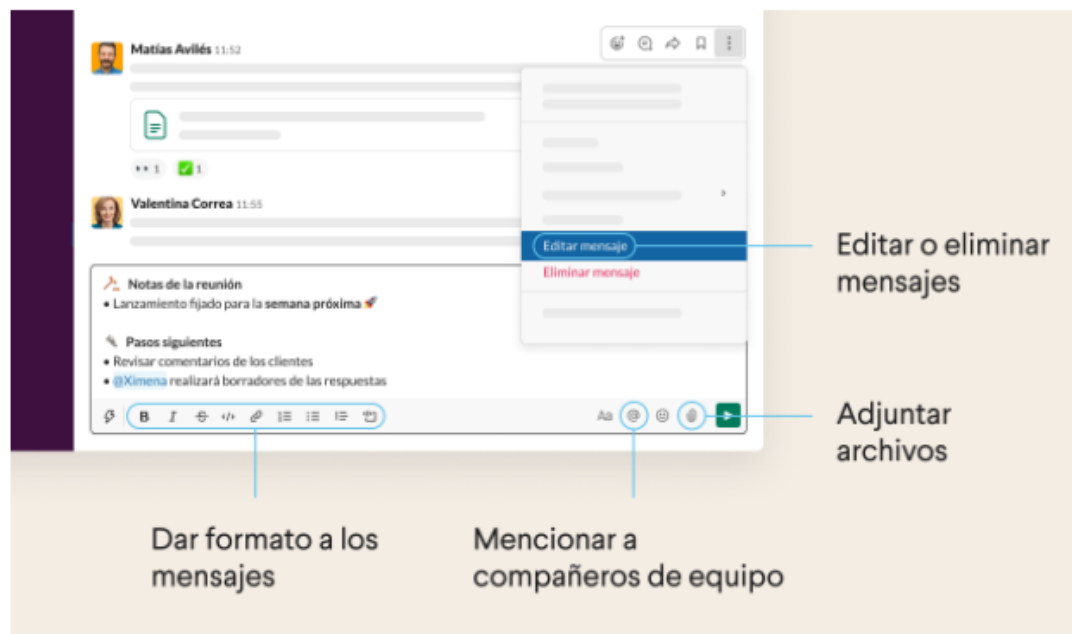 Matías Avilés 11:52
1 1
Valentina Correa 11:55
Editar mensaje
Eliminar mensaje
Notas de la reunión
• Lanzamiento fijado para la semana próxima
Pasos siguientes
• Revisar comentarios de los clientes
• @Ximena realizará borradores de las respuestas
B I S </> Aa @
Editar o eliminar
mensajes
Adjuntar
archivos
Dar formato a los
mensajes
Mencionar a
compañeros de equipo